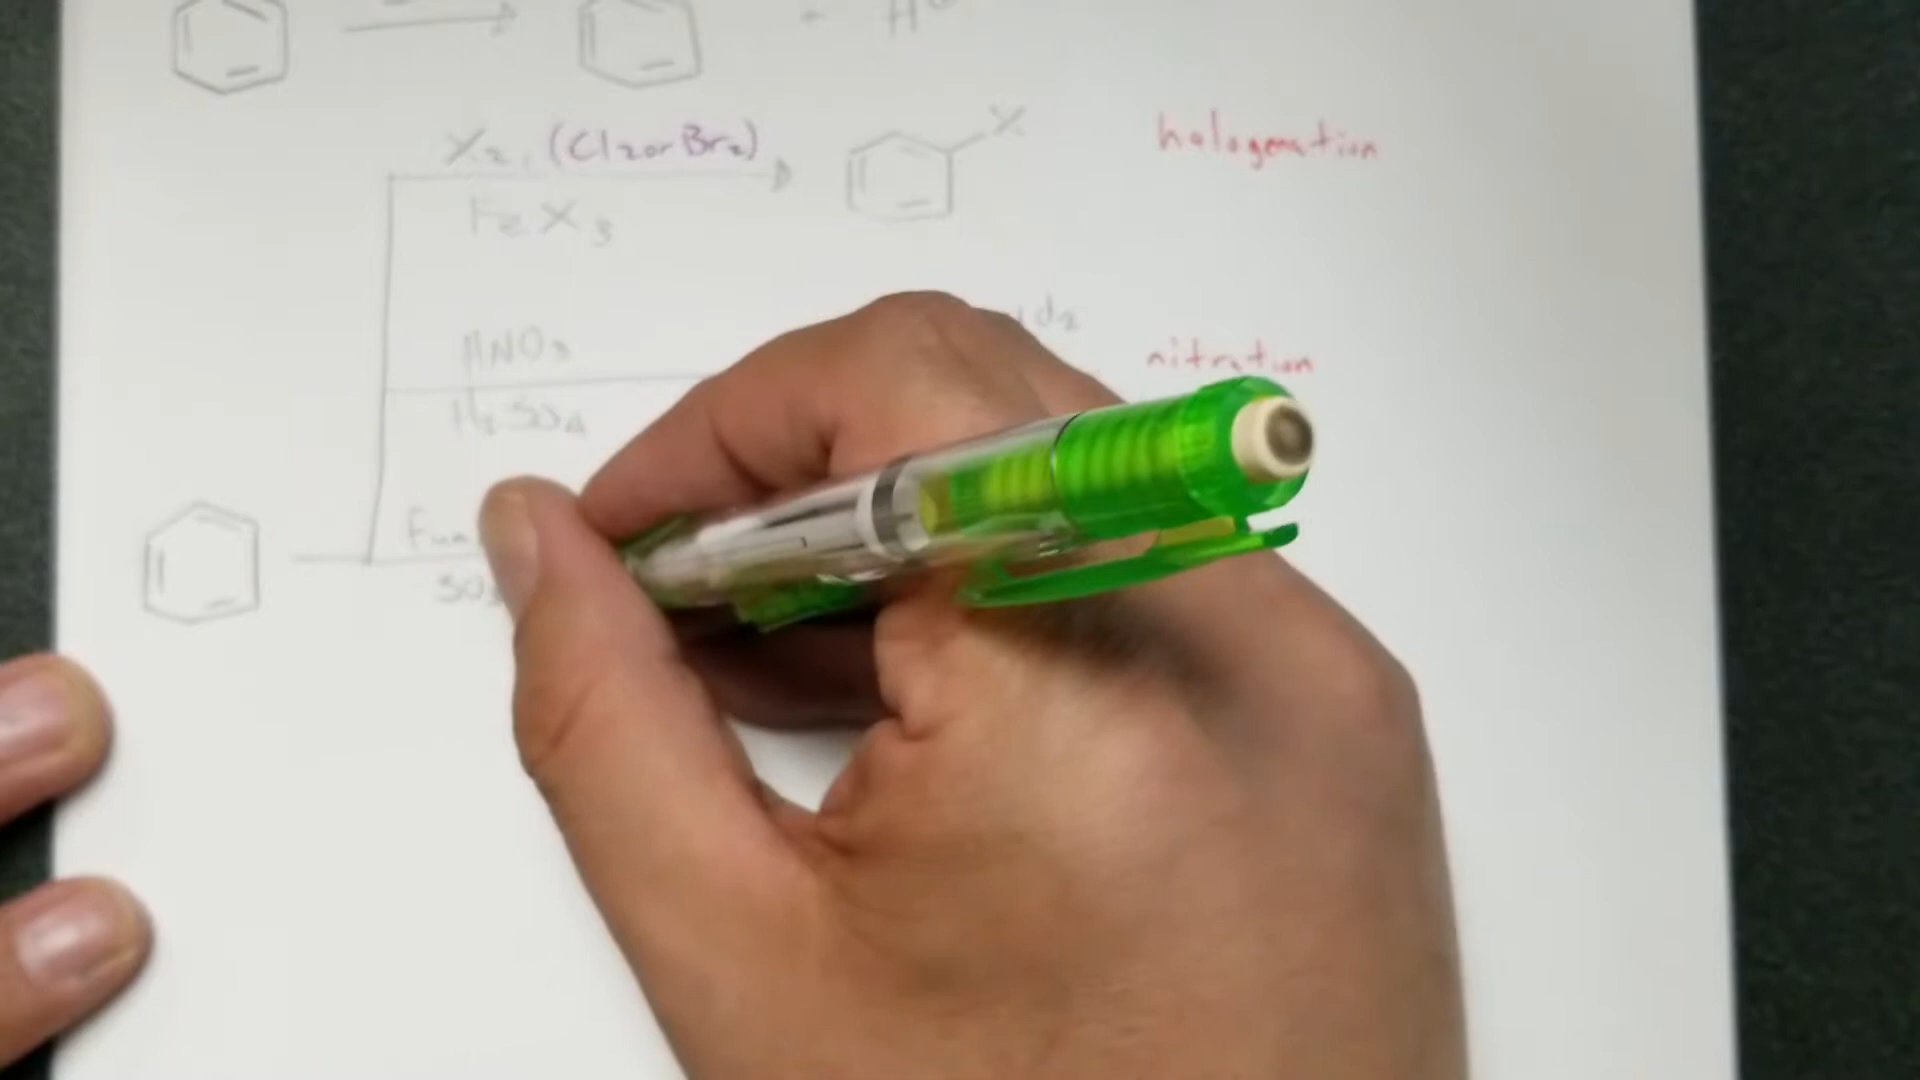 + H⊕
X₂, (Cl₂ or Br₂)
X
halogenation
FeX₃
HNO₃
nitration
H₂SO₄